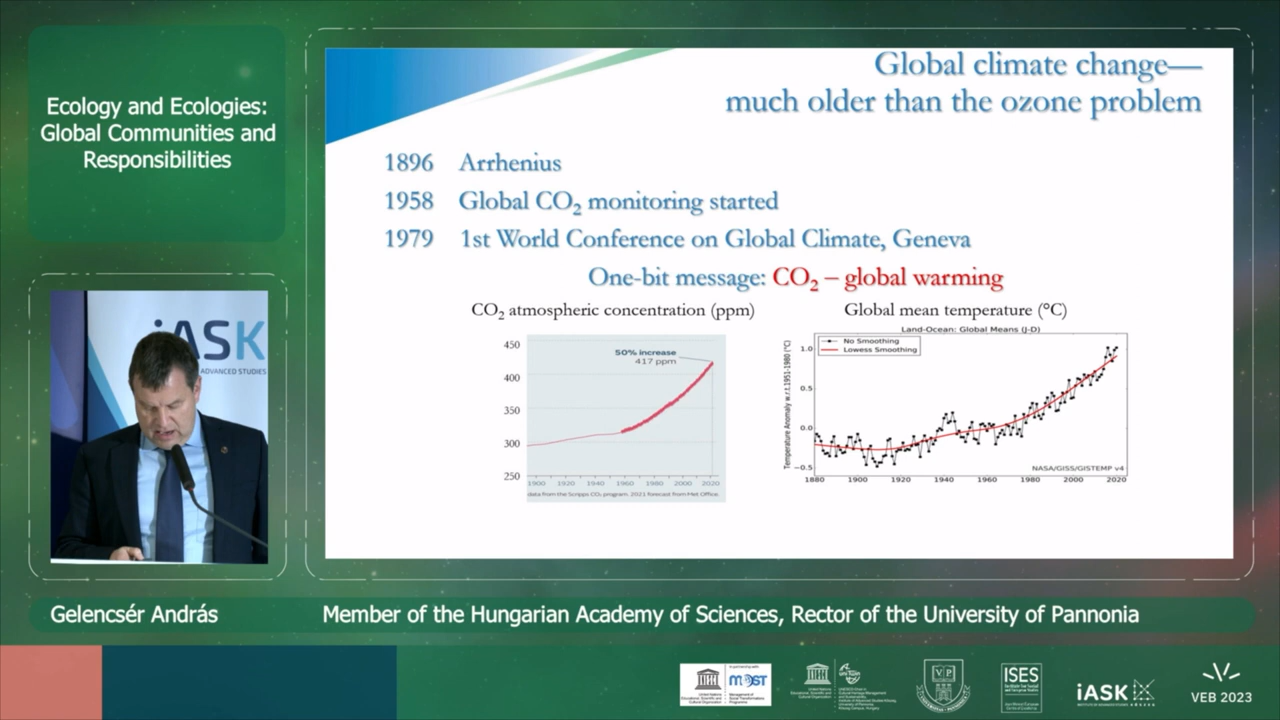 Ecology and Ecologies:
Global Communities and
Responsibilities
Global climate change—
much older than the ozone problem
1896 Arrhenius
1958 Global CO₂ monitoring started
1979 1st World Conference on Global Climate, Geneva
One-bit message: CO₂ – global warming
CO₂ atmospheric concentration (ppm)
450
400
350
300
250
50% increase
417 ppm
1900 1920 1940 1960 1980 2000 2020
data from the Scripps CO₂ program. 2021 forecast from Met Office.
Global mean temperature (°C)
Land-Ocean: Global Means (J-D)
No Smoothing
Lowess Smoothing
Temperature Anomaly w.r.t. 1951-1980 (°C)
1.0
0.5
0.0
−0.5
NASA/GISS/GISTEMP v4
1880 1900 1920 1940 1960 1980 2000 2020
iASK
ADVANCED STUDIES
Gelencsér András
Member of the Hungarian Academy of Sciences, Rector of the University of Pannonia
MOST
ISES
iASK
VEB 2023